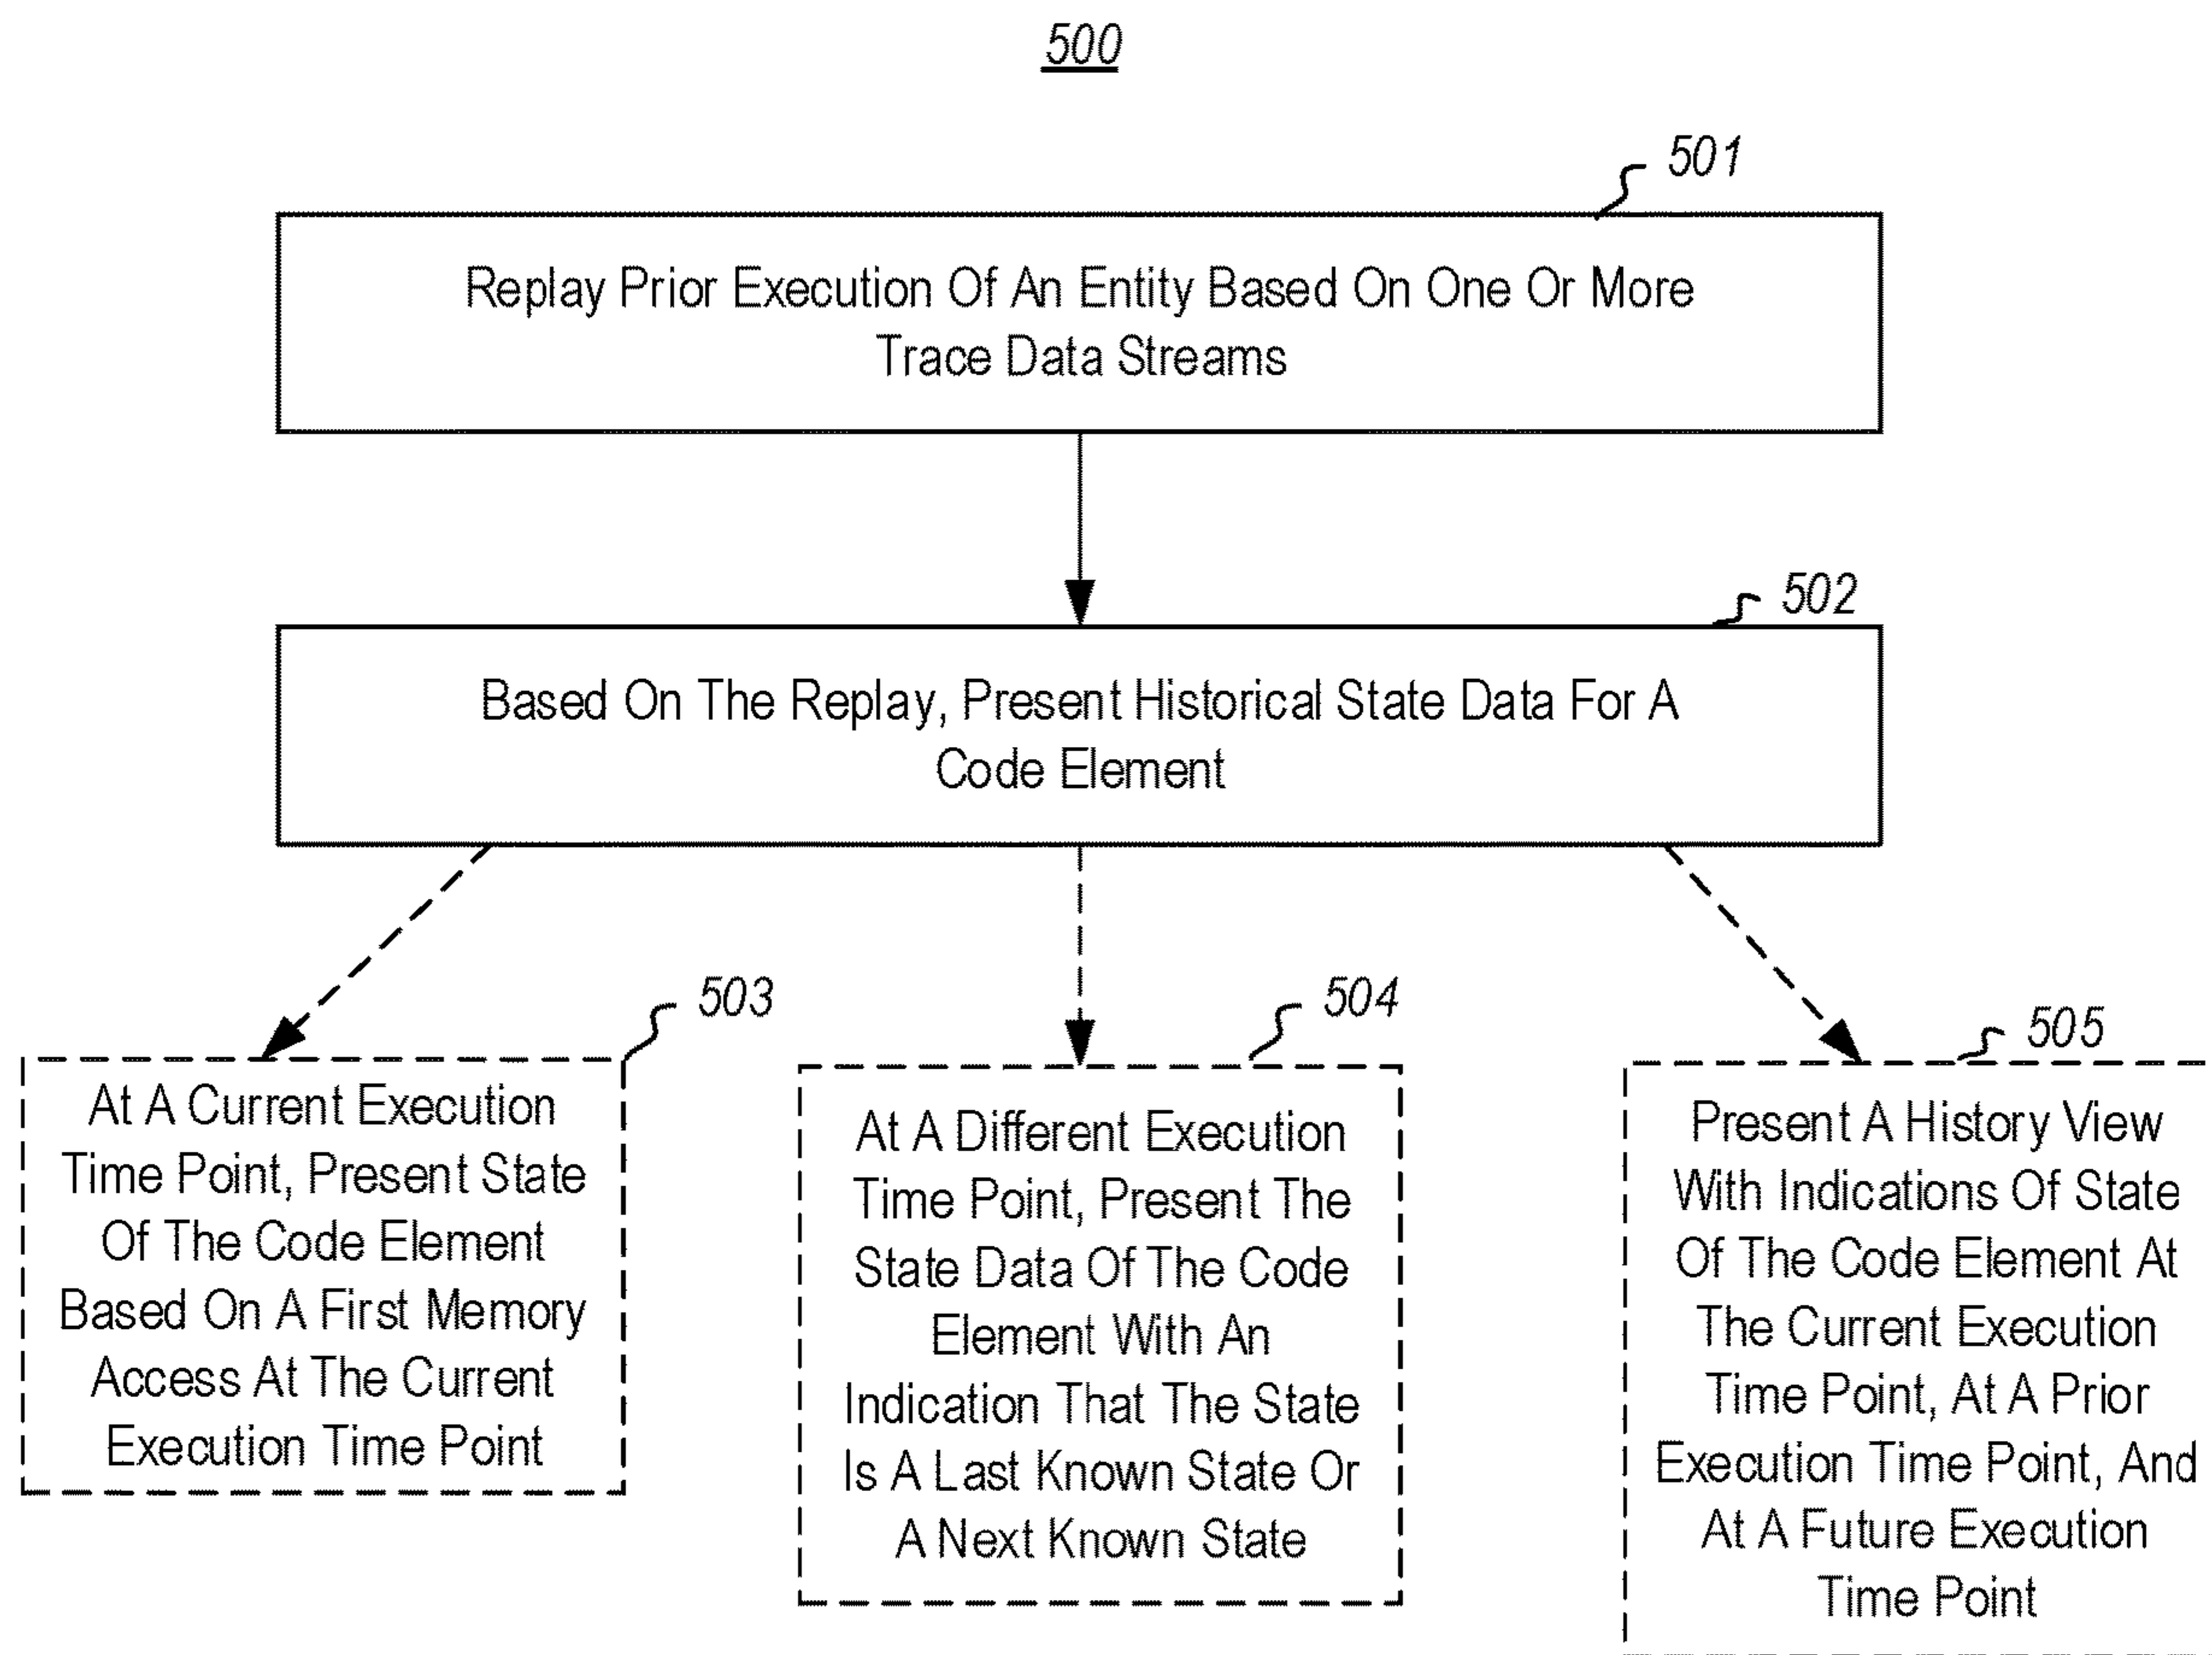 500
501
Replay Prior Execution Of An Entity Based On One Or More
Trace Data Streams
502
Based On The Replay, Present Historical State Data For A
Code Element
503
At A Current Execution
Time Point, Present State
Of The Code Element
Based On A First Memory
Access At The Current
Execution Time Point
504
At A Different Execution
Time Point, Present The
State Data Of The Code
Element With An
Indication That The State
Is A Last Known State Or
A Next Known State
505
Present A History View
With Indications Of State
Of The Code Element At
The Current Execution
Time Point, At A Prior
Execution Time Point, And
At A Future Execution
Time Point